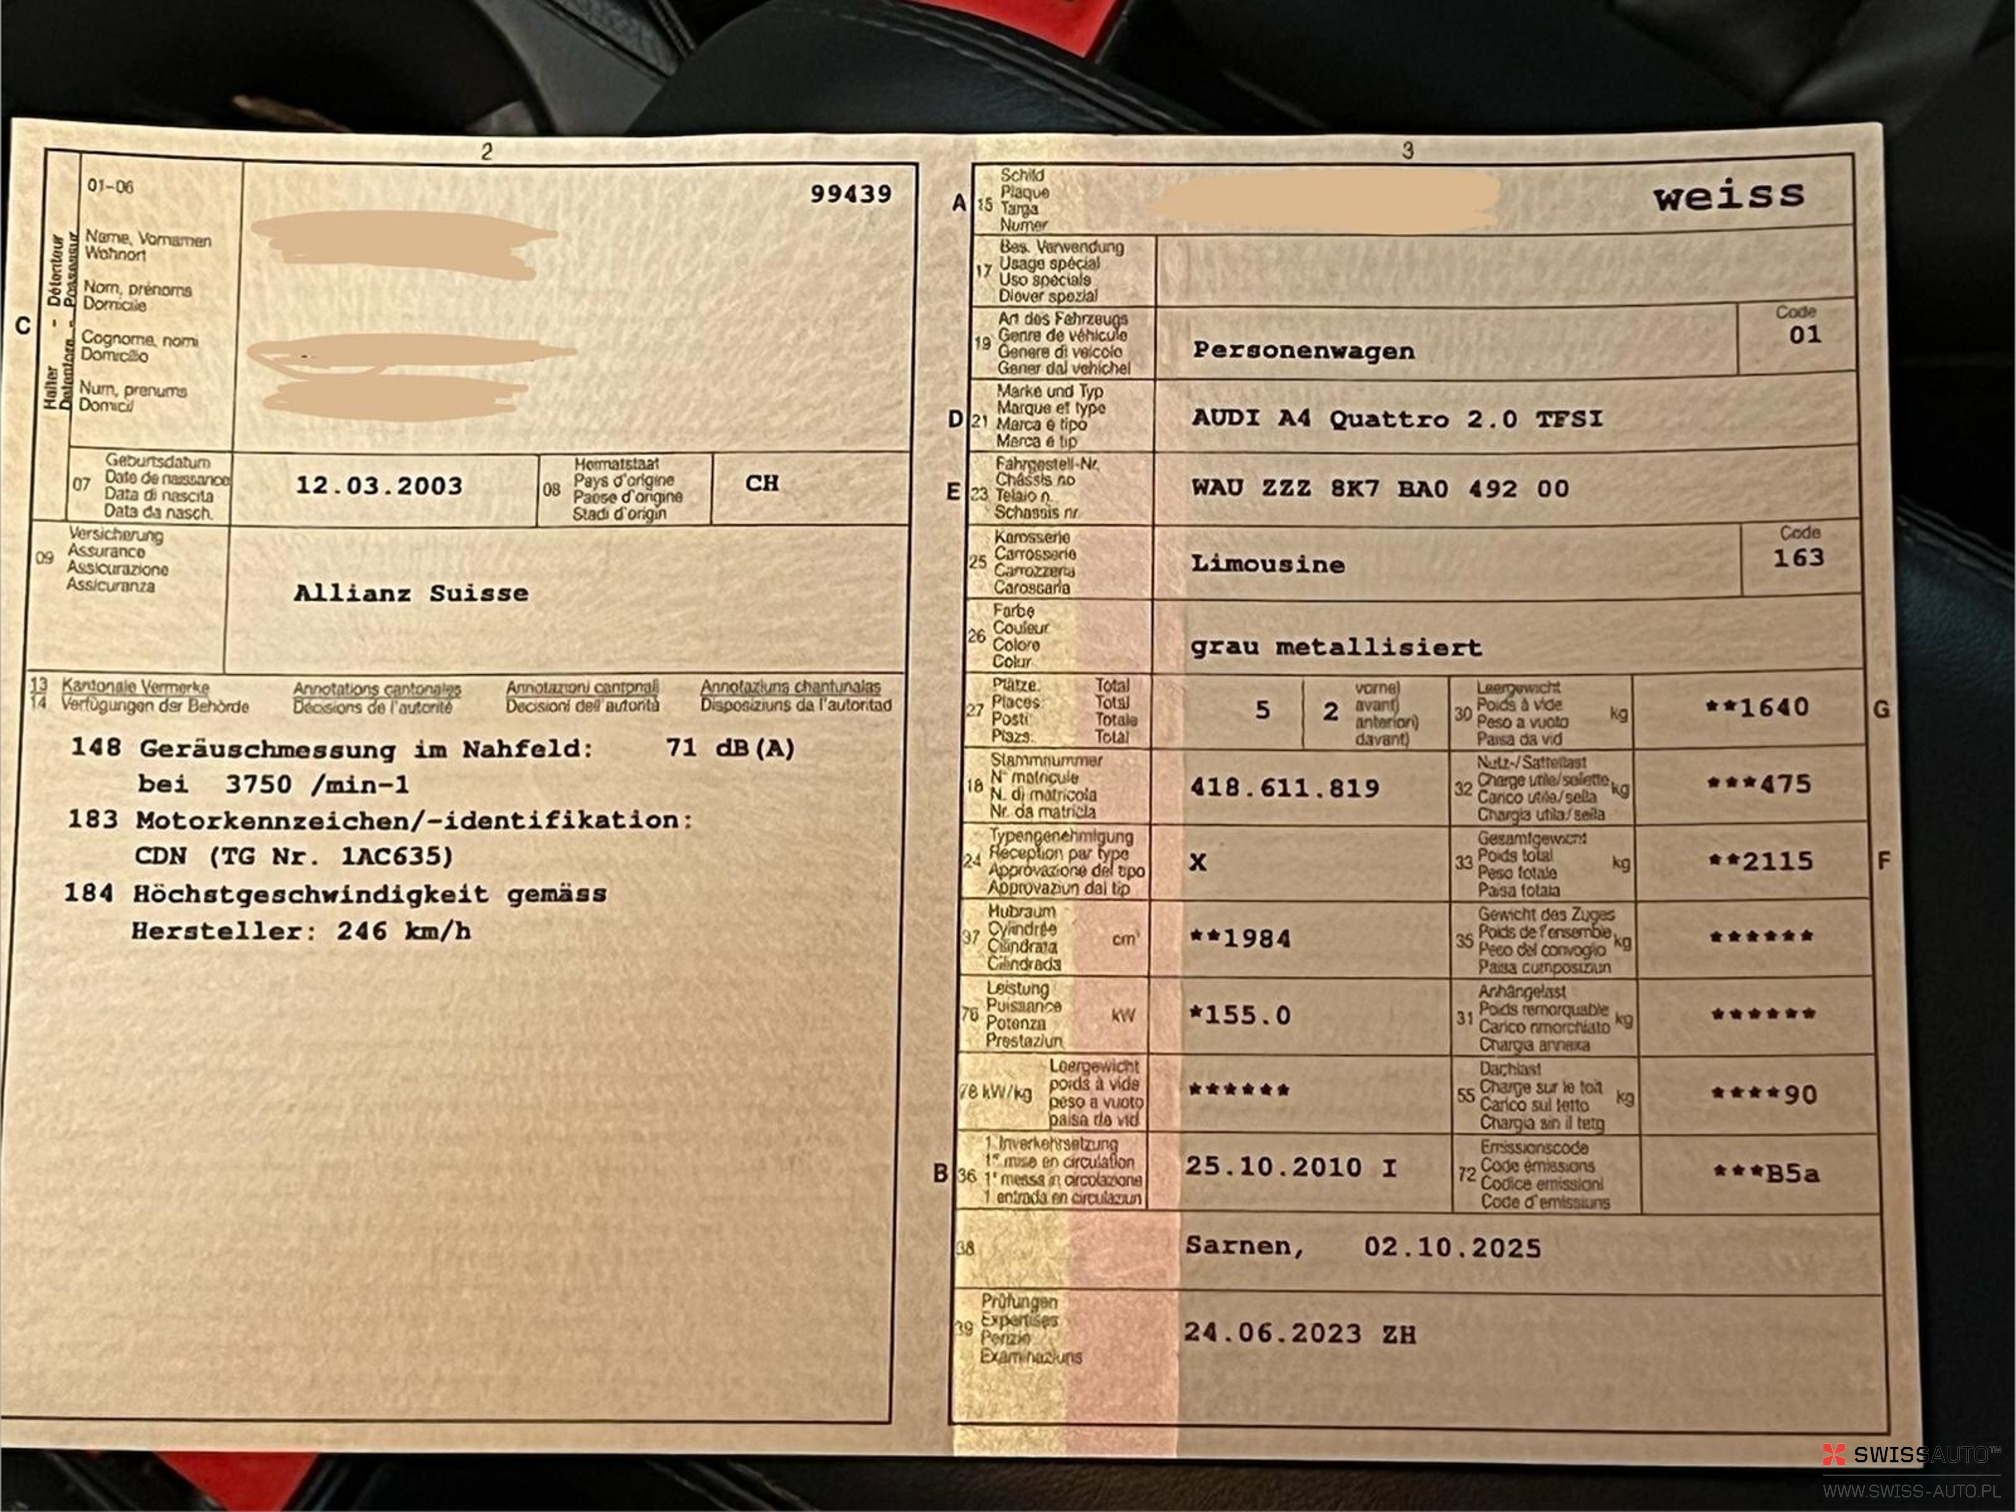 2
01-06
99439
Halter - Détenteur
Detentore - Possessur
C
Name, Vornamen
Wohnort
Nom, prénoms
Domicile
Cognome, nomi
Domicilio
Num, prenums
Domicil
07
Geburtsdatum
Date de naissance
Data di nascita
Data da nasch.
12.03.2003
08
Heimatstaat
Pays d'origine
Paese d'origine
Stadi d'origin
CH
09
Versicherung
Assurance
Assicurazione
Assicuranza
Allianz Suisse
13 Kantonale Vermerke Annotations cantonales Annotazioni cantonali Annotaziuns chantunalas
14 Verfügungen der Behörde Décisions de l'autorité Decisioni dell'autorità Disposiziuns da l'autoritad
148 Geräuschmessung im Nahfeld: 71 dB(A)
bei 3750 /min-1
183 Motorkennzeichen/-identifikation:
CDN (TG Nr. 1AC635)
184 Höchstgeschwindigkeit gemäss
Hersteller: 246 km/h
3
A
15
Schild
Plaque
Targa
Numer
weiss
17
Bes. Verwendung
Usage spécial
Uso speciale
Diever spezial
19
Art des Fahrzeugs
Genre de véhicule
Genere di veicolo
Gener dal vehichel
Personenwagen
Code
01
D
21
Marke und Typ
Marque et type
Marca e tipo
Merca e tip
AUDI A4 Quattro 2.0 TFSI
E
23
Fahrgestell-Nr.
Châssis no
Telaio n.
Schassis nr.
WAU ZZZ 8K7 BA0 492 00
25
Karosserie
Carrosserie
Carrozzeria
Carossaria
Limousine
Code
163
26
Farbe
Couleur
Colore
Colur
grau metallisiert
27
Plätze: Total
Places: Total
Posti: Totale
Plazs: Total
5
2
vorne)
avant)
anteriori)
davant)
30
Leergewicht
Poids à vide
Peso a vuoto
Paisa da vid
kg
**1640
G
18
Stammnummer
N° matricule
N. di matricola
Nr. da matricla
418.611.819
32
Nutz-/Sattellast
Charge utile/sellette
Carico utile/sella
Chargia utila/sella
kg
***475
24
Typengenehmigung
Réception par type
Approvazione del tipo
Approvaziun dal tip
X
33
Gesamtgewicht
Poids total
Peso totale
Paisa totala
kg
**2115
F
37
Hubraum
Cylindrée
Cilindrata
Cilindrada
cm³
**1984
35
Gewicht des Zuges
Poids de l'ensemble
Peso del convoglio
Paisa cumposiziun
kg
******
76
Leistung
Puissance
Potenza
Prestaziun
kW
*155.0
31
Anhängelast
Poids remorquable
Carico rimorchiato
Chargia annexa
kg
******
78 kW/kg
Leergewicht
poids à vide
peso a vuoto
paisa da vid
******
55
Dachlast
Charge sur le toit
Carico sul tetto
Chargia sin il tetg
kg
****90
B
36
1. Inverkehrsetzung
1re mise en circulation
1a messa in circolazione
1. entrada en circulaziun
25.10.2010 I
72
Emissionscode
Code émissions
Codice emissioni
Code d'emissiuns
***B5a
38
Sarnen, 02.10.2025
39
Prüfungen
Expertises
Perizie
Examinaziuns
24.06.2023 ZH
SWISSAUTO™
WWW.SWISS-AUTO.PL